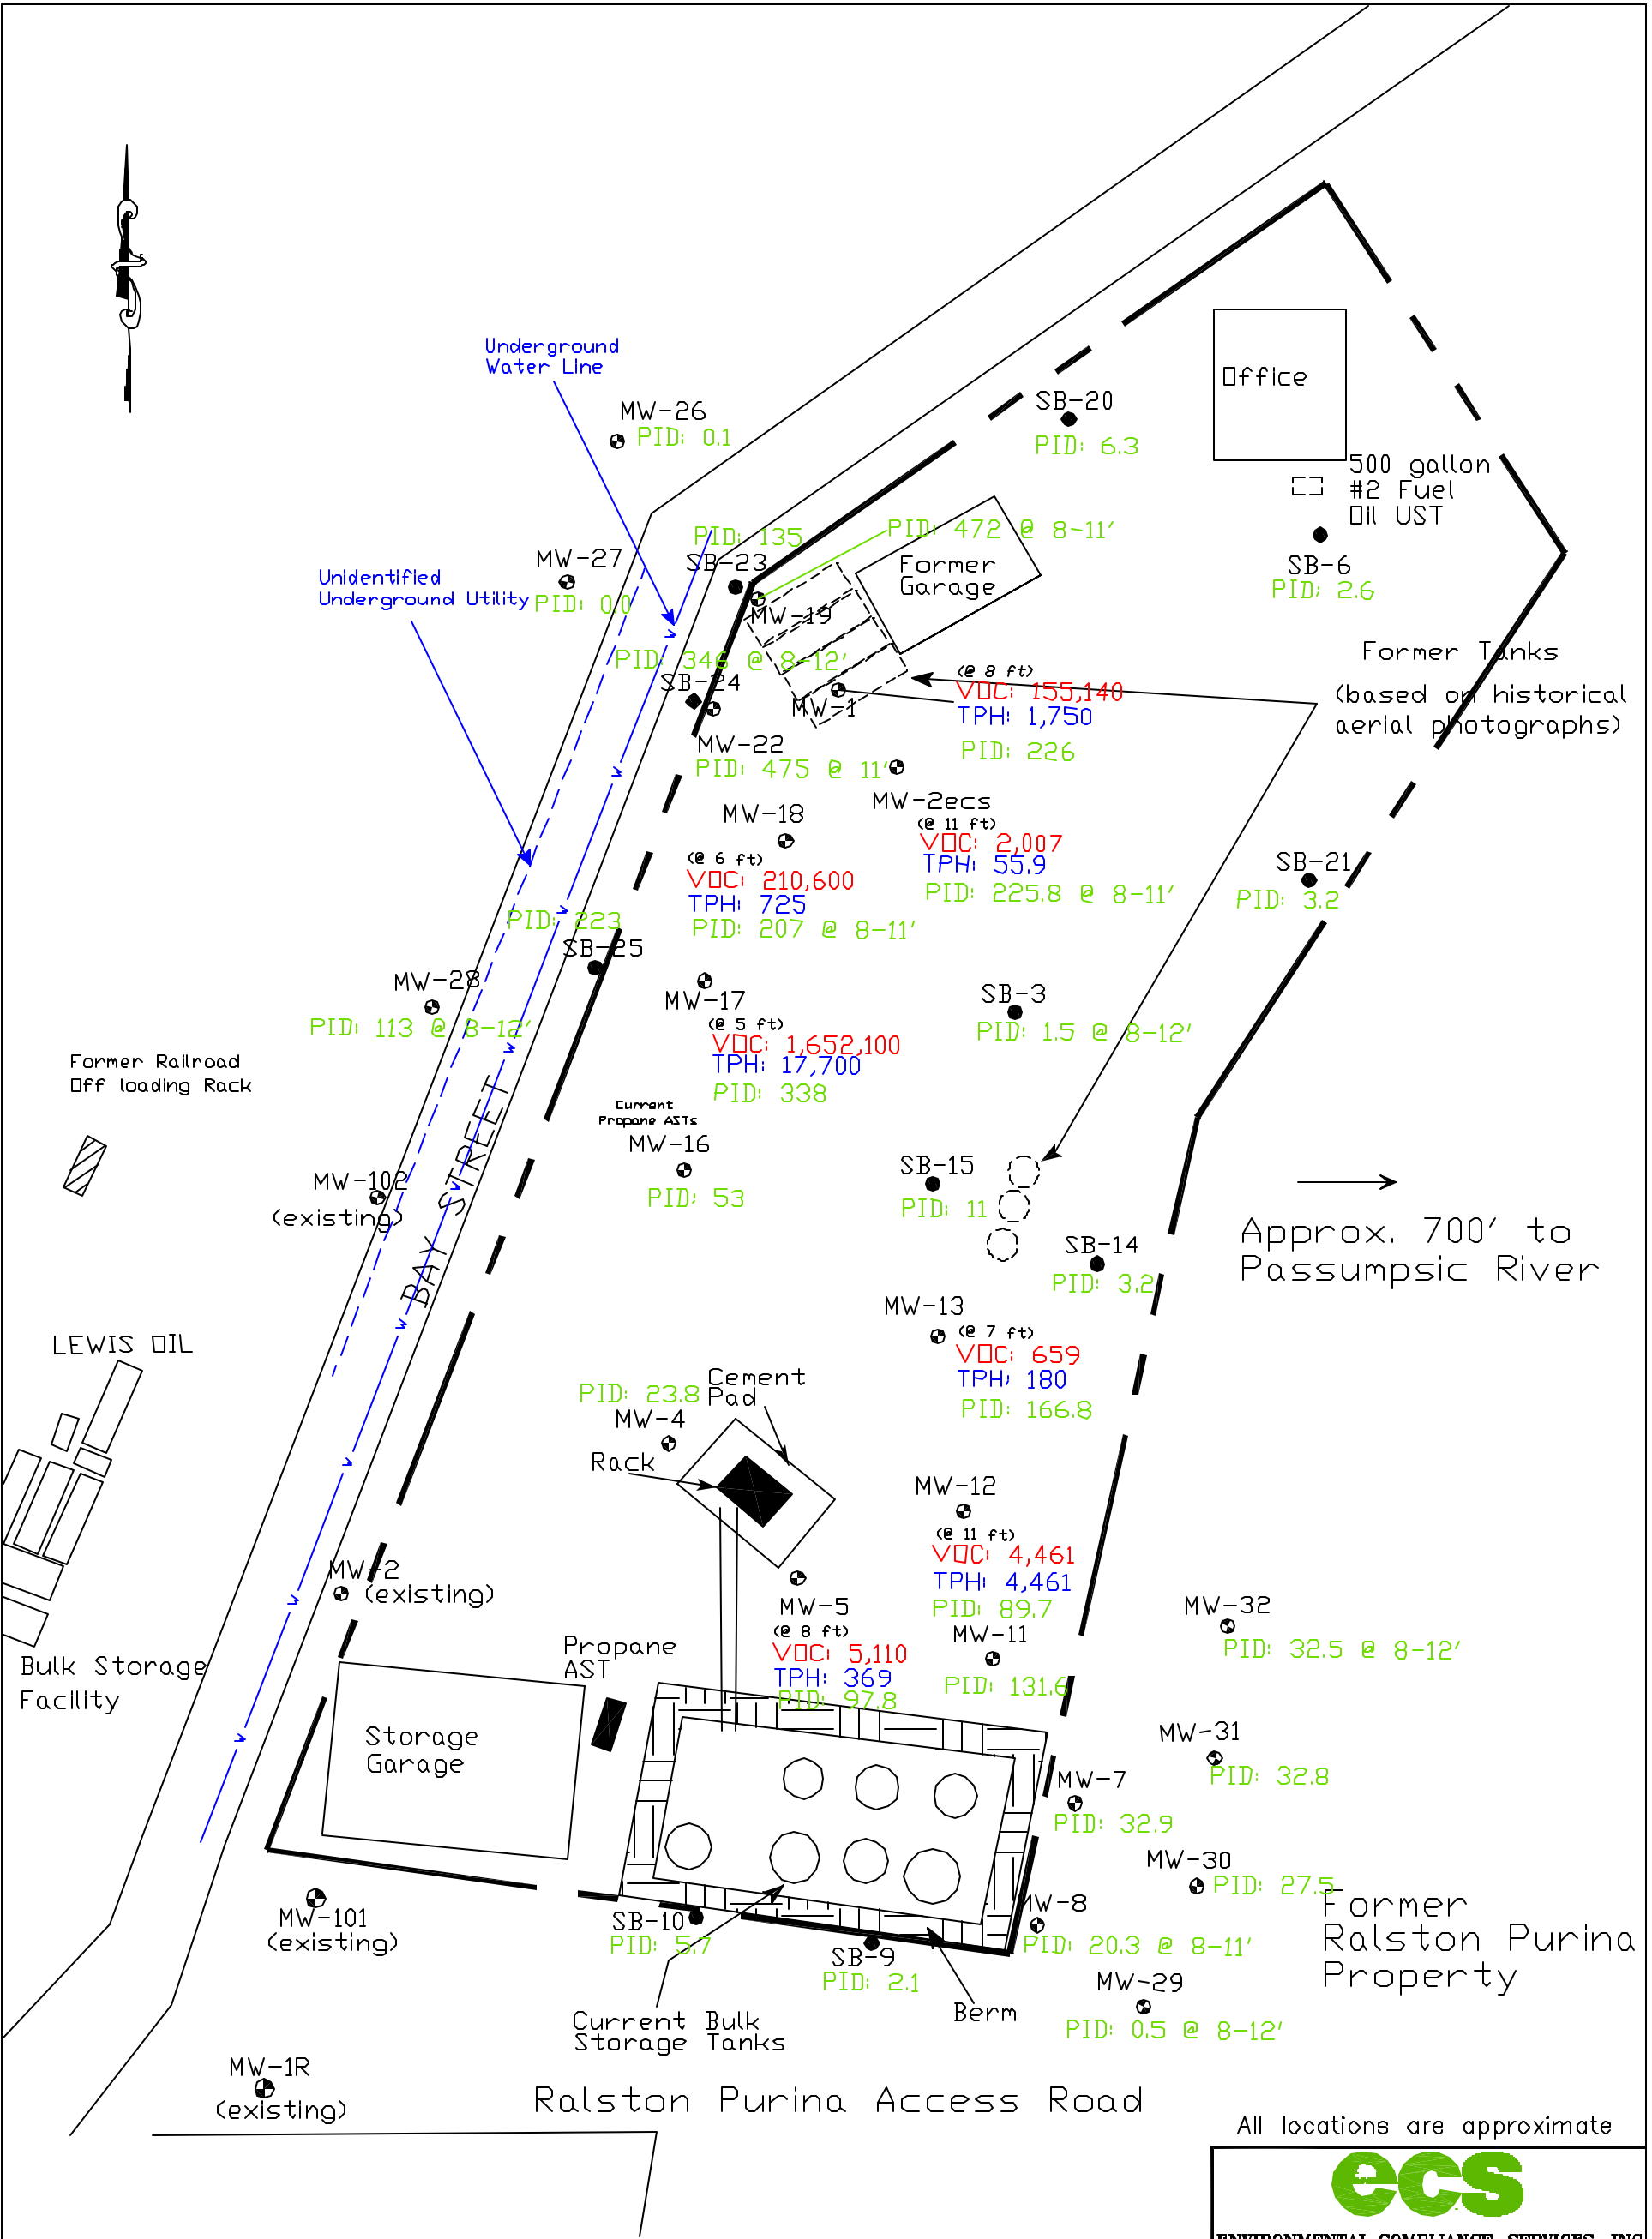 Underground
Water Line
MW-26
PID: 0.1
SB-20
PID: 6.3
Office
500 gallon
#2 Fuel
Oil UST
SB-6
PID: 2.6
MW-27
PID: 0.0
Unidentified
Underground Utility
PID: 135
SB-23
PID: 472 @ 8-11'
Former
Garage
MW-19
PID: 346 @ 8-12'
SB-24
MW-1
(@ 8 ft)
VOC: 155,140
TPH: 1,750
PID: 226
Former Tanks
(based on historical
aerial photographs)
MW-22
PID: 475 @ 11'
MW-2ecs
(@ 11 ft)
VOC: 2,007
TPH: 55.9
PID: 225.8 @ 8-11'
MW-18
(@ 6 ft)
VOC: 210,600
TPH: 725
PID: 207 @ 8-11'
SB-21
PID: 3.2
PID: 223
SB-25
MW-28
PID: 113 @ 8-12'
MW-17
(@ 5 ft)
VOC: 1,652,100
TPH: 17,700
PID: 338
SB-3
PID: 1.5 @ 8-12'
Former Railroad
Off loading Rack
Current
Propane ASTs
MW-16
PID: 53
SB-15
PID: 11
MW-102
(existing)
BAY STREET
SB-14
PID: 3.2
Approx. 700' to
Passumpsic River
MW-13
(@ 7 ft)
VOC: 659
TPH: 180
PID: 166.8
LEWIS OIL
Cement
Pad
PID: 23.8
MW-4
Rack
MW-12
(@ 11 ft)
VOC: 4,461
TPH: 4,461
PID: 89.7
MW-2
(existing)
MW-5
(@ 8 ft)
VOC: 5,110
TPH: 369
PID: 97.8
MW-11
PID: 131.6
MW-32
PID: 32.5 @ 8-12'
Bulk Storage
Facility
Propane
AST
Storage
Garage
MW-31
PID: 32.8
MW-7
PID: 32.9
MW-30
PID: 27.5
MW-8
PID: 20.3 @ 8-11'
Former
Ralston Purina
Property
MW-101
(existing)
SB-10
PID: 5.7
SB-9
PID: 2.1
MW-29
PID: 0.5 @ 8-12'
Berm
Current Bulk
Storage Tanks
MW-1R
(existing)
Ralston Purina Access Road
All locations are approximate
ecs
ENVIRONMENTAL COMPLIANCE SERVICES, INC
w
w
w
w
w
w
w
w
w